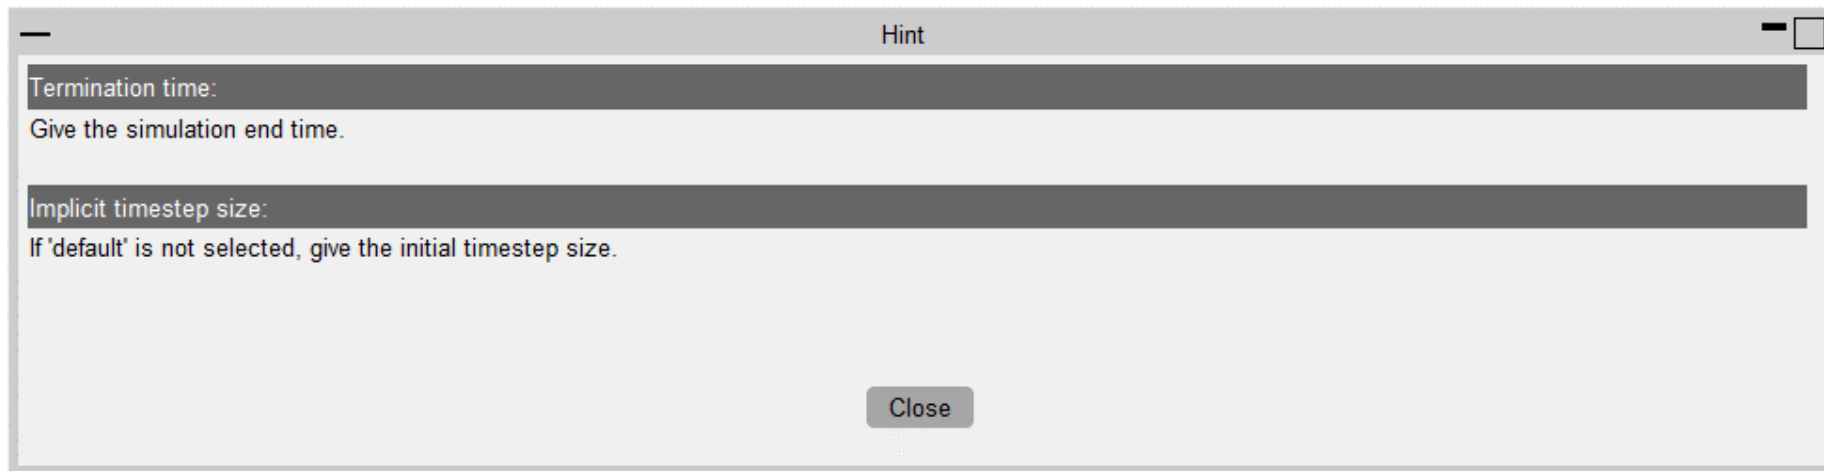 Hint
Termination time:
Give the simulation end time.
Implicit timestep size:
If 'default' is not selected, give the initial timestep size.
Close